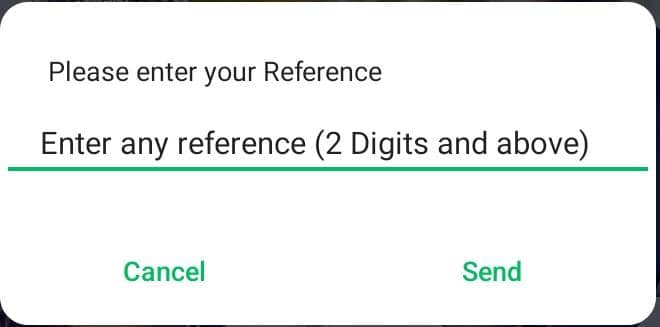 Please enter your Reference
Enter any reference (2 Digits and above)
Cancel Send